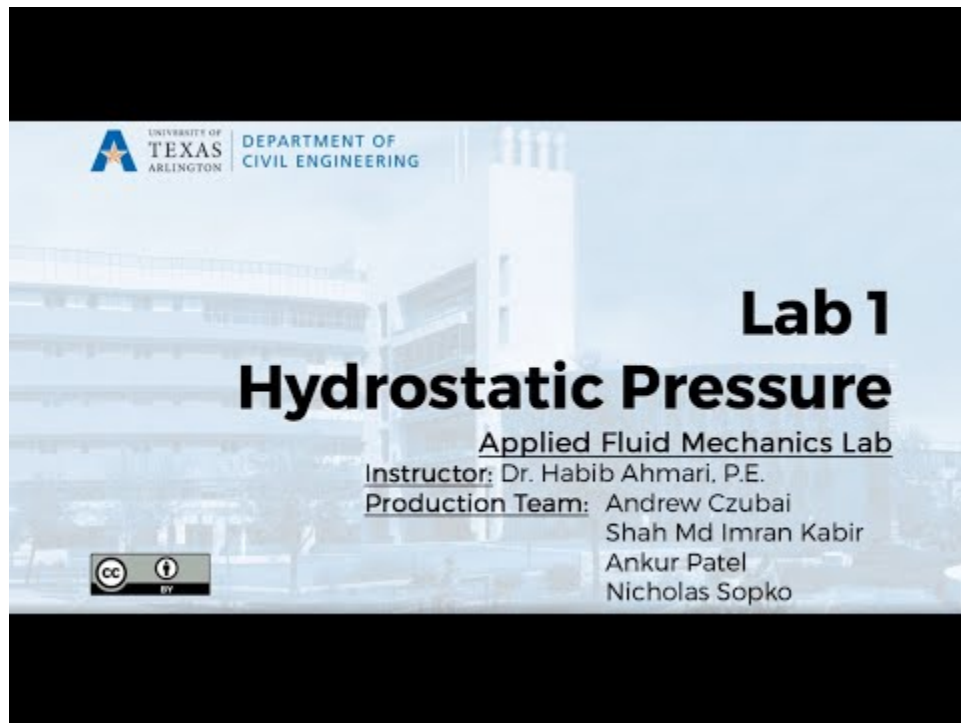 UNIVERSITY OF
TEXAS
ARLINGTON
DEPARTMENT OF
CIVIL ENGINEERING
Lab 1
Hydrostatic Pressure
Applied Fluid Mechanics Lab
Instructor: Dr. Habib Ahmari, P.E.
Production Team: Andrew Czubai
Shah Md Imran Kabir
Ankur Patel
Nicholas Sopko
cc
BY